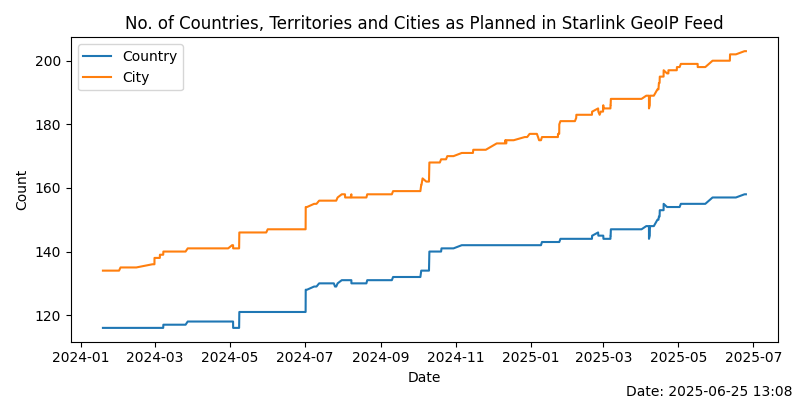 No. of Countries, Territories and Cities as Planned in Starlink GeoIP Feed
Country
City
200
180
160
140
120
Count
2024-01 2024-03 2024-05 2024-07 2024-09 2024-11 2025-01 2025-03 2025-05 2025-07
Date
Date: 2025-06-25 13:08